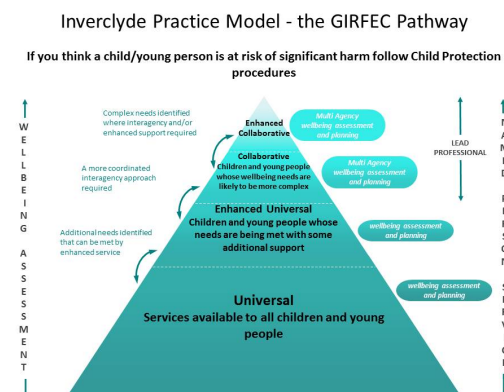 Inverclyde Practice Model - the GIRFEC Pathway
If you think a child/young person is at risk of significant harm follow Child Protection
procedures
Complex needs identified
where interagency and/or
enhanced support required
Enhanced
Collaborative
Multi Agency
wellbeing assessment
and planning
A more coordinated
interagency approach
required
Collaborative
Children and young people
whose wellbeing needs are
likely to be more complex
Multi Agency
wellbeing assessment
and planning
LEAD
PROFESSIONAL
Additional needs identified
that can be met by
enhanced service
Enhanced Universal
Children and young people whose
needs are being met with some
additional support
wellbeing assessment
and planning
Universal
Services available to all children and young
people
wellbeing assessment
and planning
WELLBEING ASSESSMENT